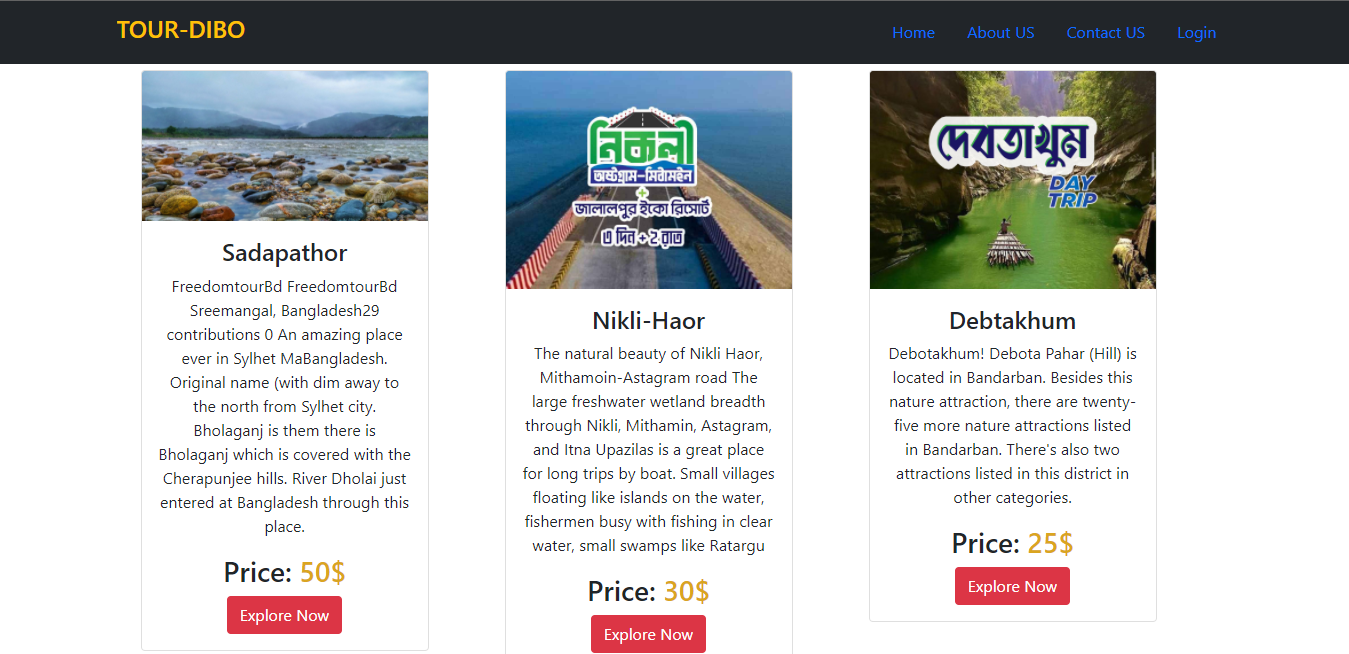 TOUR-DIBO
Home
About US
Contact US
Login
Sadapathor
FreedomtourBd FreedomtourBd
Sreemangal, Bangladesh29
contributions 0 An amazing place
ever in Sylhet MaBangladesh.
Original name (with dim away to
the north from Sylhet city.
Bholaganj is them there is
Bholaganj which is covered with the
Cherapunjee hills. River Dholai just
entered at Bangladesh through this
place.
Price: 50$
Explore Now
নিকলী
অষ্টগ্রাম-মিঠামইন
+
জালালপুর ইকো রিসোর্ট
৩ দিন + ২ রাত
Nikli-Haor
The natural beauty of Nikli Haor,
Mithamoin-Astagram road The
large freshwater wetland breadth
through Nikli, Mithamin, Astagram,
and Itna Upazilas is a great place
for long trips by boat. Small villages
floating like islands on the water,
fishermen busy with fishing in clear
water, small swamps like Ratargu
Price: 30$
Explore Now
দেবতাখুম
DAY
TRIP
Debtakhum
Debotakhum! Debota Pahar (Hill) is
located in Bandarban. Besides this
nature attraction, there are twenty-
five more nature attractions listed
in Bandarban. There's also two
attractions listed in this district in
other categories.
Price: 25$
Explore Now